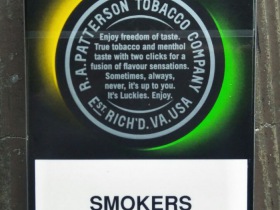 R.A. PATTERSON TOBACCO COMPANY
Enjoy freedom of taste.
True tobacco and menthol
taste with two clicks for a
fusion of flavour sensations.
Sometimes, always,
never, it's up to you.
It's Luckies. Enjoy.
EST. RICH'D. VA. USA
SMOKERS